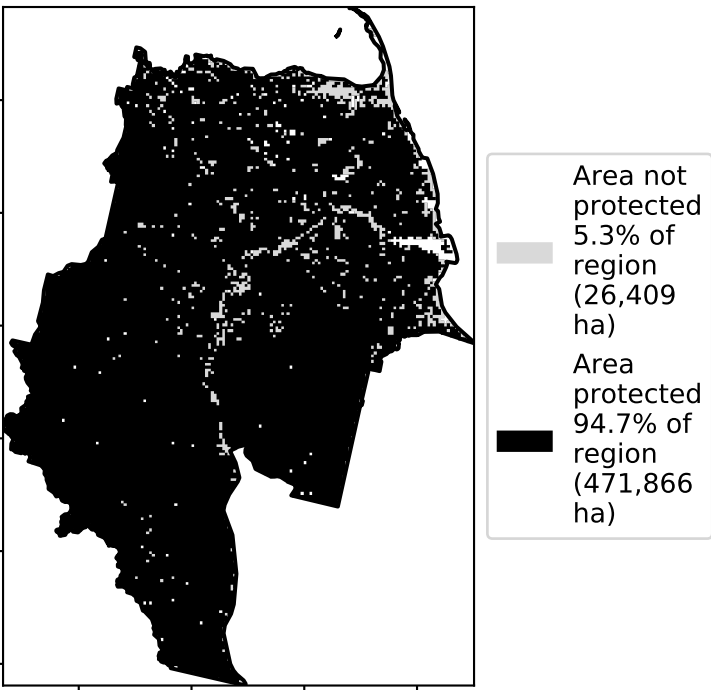 Area not
protected
5.3% of
region
(26,409
ha)
Area
protected
94.7% of
region
(471,866
ha)